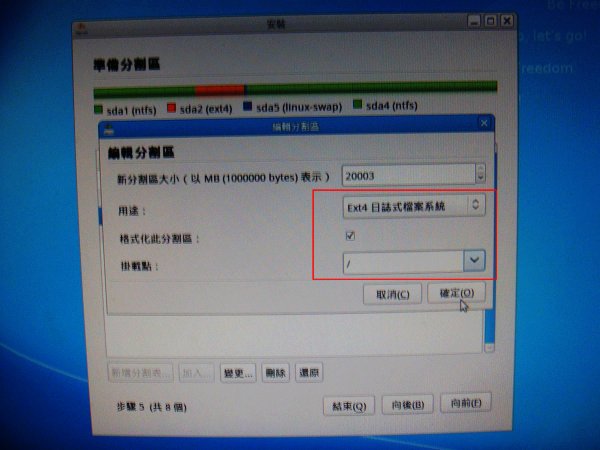 Be Free
安裝
o, let's go!
準備分割區
freedom
sda1 (ntfs) sda2 (ext4) sda5 (linux-swap) sda4 (ntfs)
編輯分割區
編輯分割區
新分割區大小（以 MB (1000000 bytes) 表示） 20003
用途： Ext4 日誌式檔案系統
格式化此分割區：
掛載點： /
取消(C) 確定(O)
新增分割表... 加入... 變更... 刪除 還原
步驟 5 (共 8 個) 結束(Q) 向後(B) 向前(F)